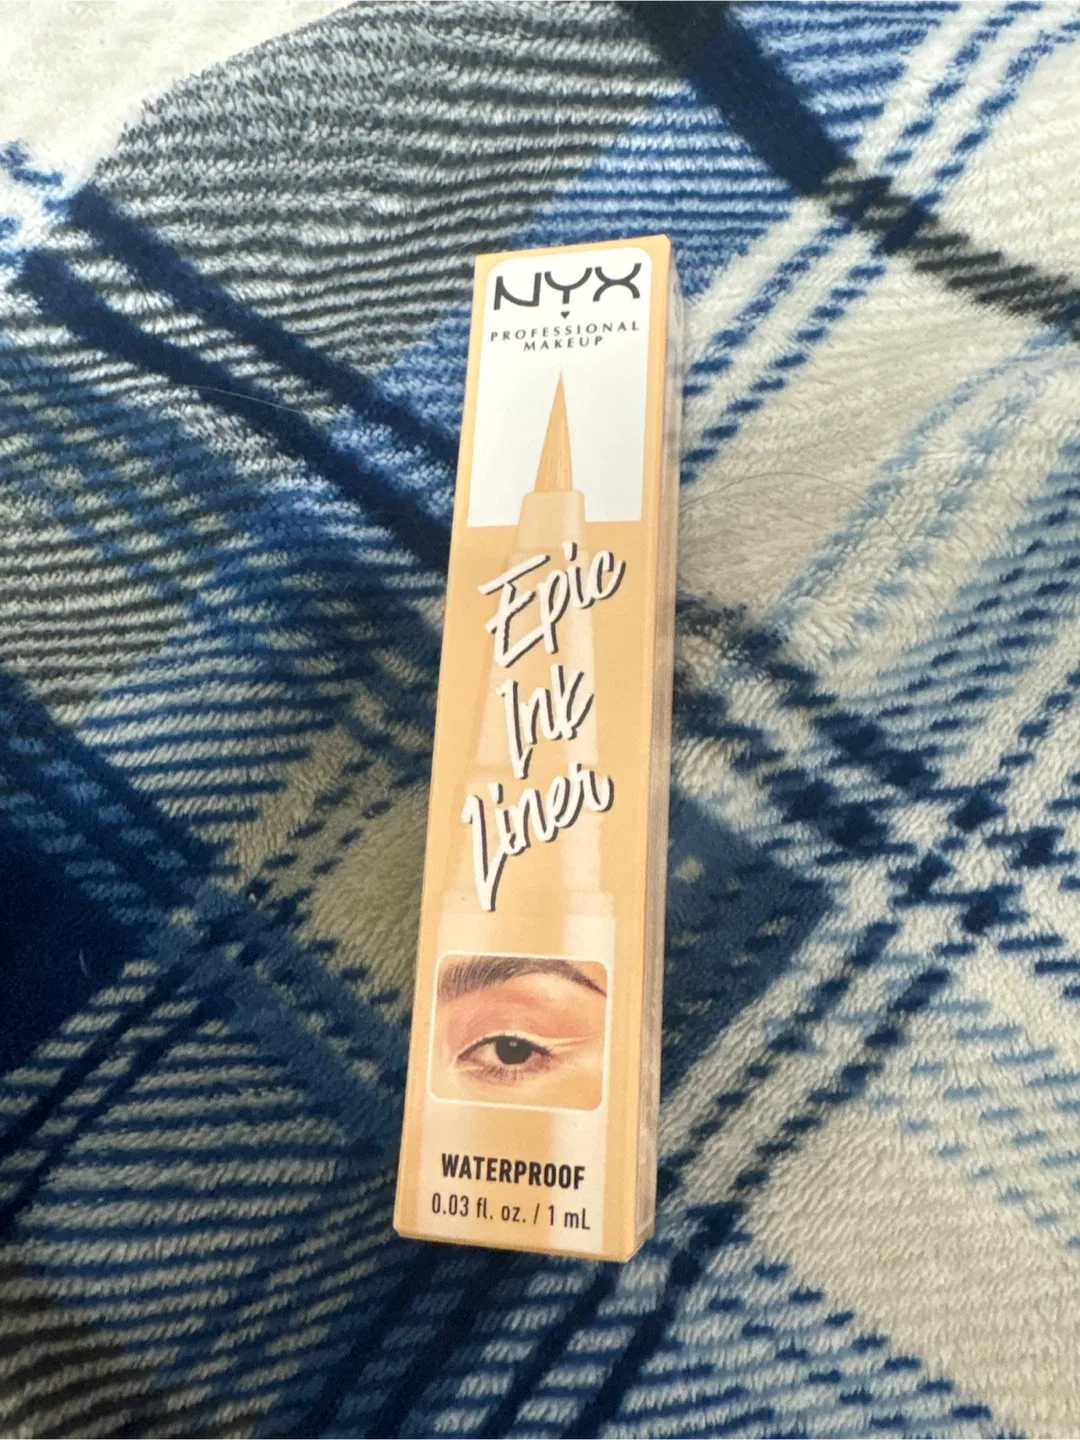 NYX
PROFESSIONAL
MAKEUP
Epic
Ink
Liner
WATERPROOF
0.03 fl. oz. / 1 mL